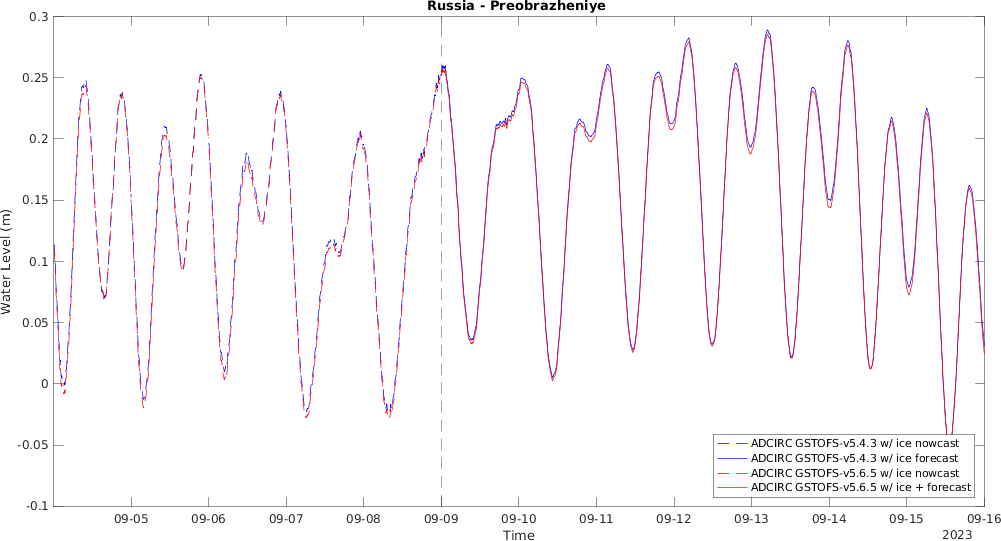 Russia - Preobrazheniye
0.3
0.25
0.2
0.15
0.1
0.05
0
-0.05
-0.1
Water Level (m)
ADCIRC GSTOFS-v5.4.3 w/ ice nowcast
ADCIRC GSTOFS-v5.4.3 w/ ice forecast
ADCIRC GSTOFS-v5.6.5 w/ ice nowcast
ADCIRC GSTOFS-v5.6.5 w/ ice + forecast
09-05 09-06 09-07 09-08 09-09 09-10 09-11 09-12 09-13 09-14 09-15 09-16
Time
2023